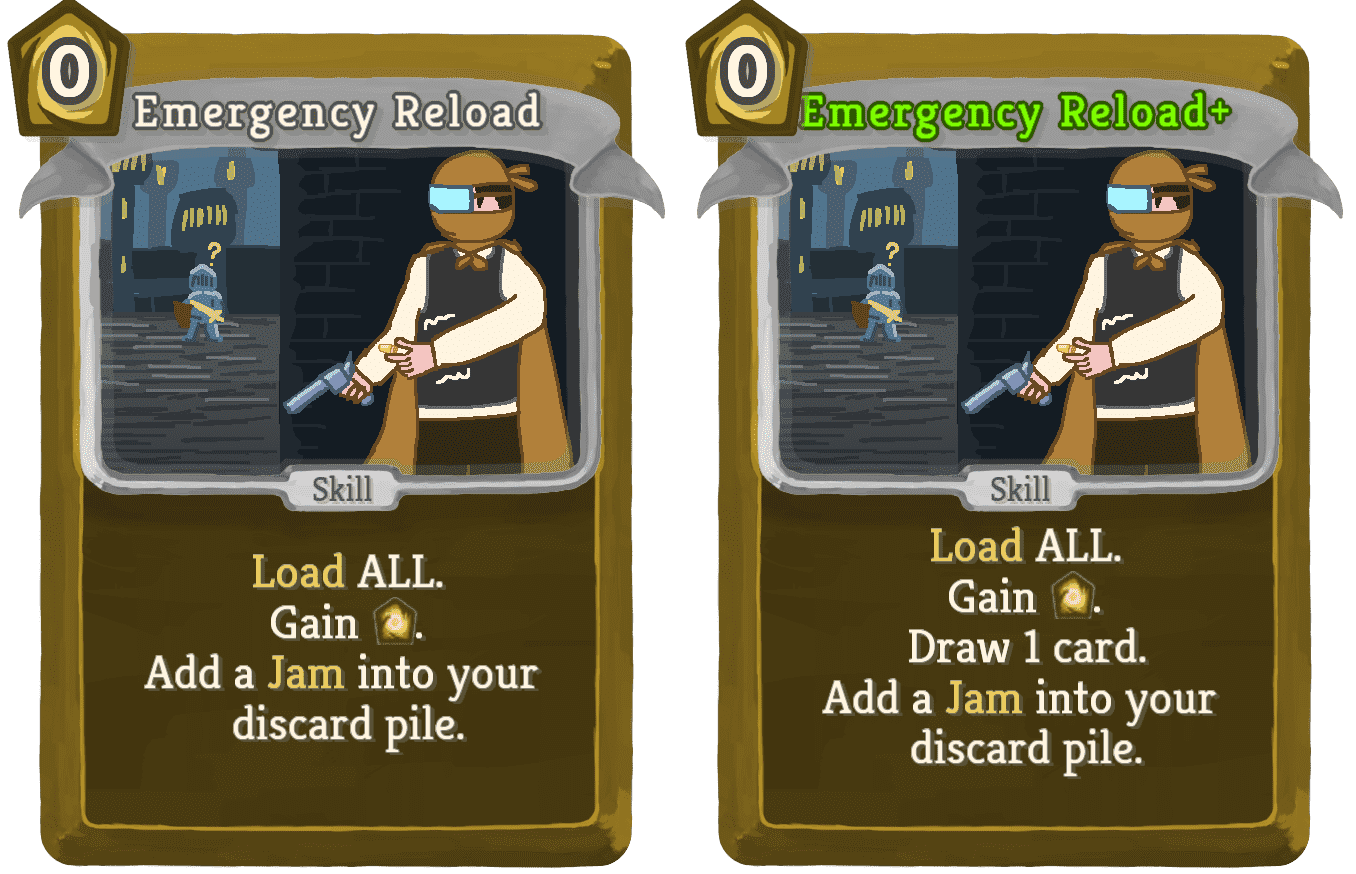 0
Emergency Reload
?
Skill
Load ALL.
Gain .
Add a Jam into your
discard pile.
0
Emergency Reload+
?
Skill
Load ALL.
Gain .
Draw 1 card.
Add a Jam into your
discard pile.